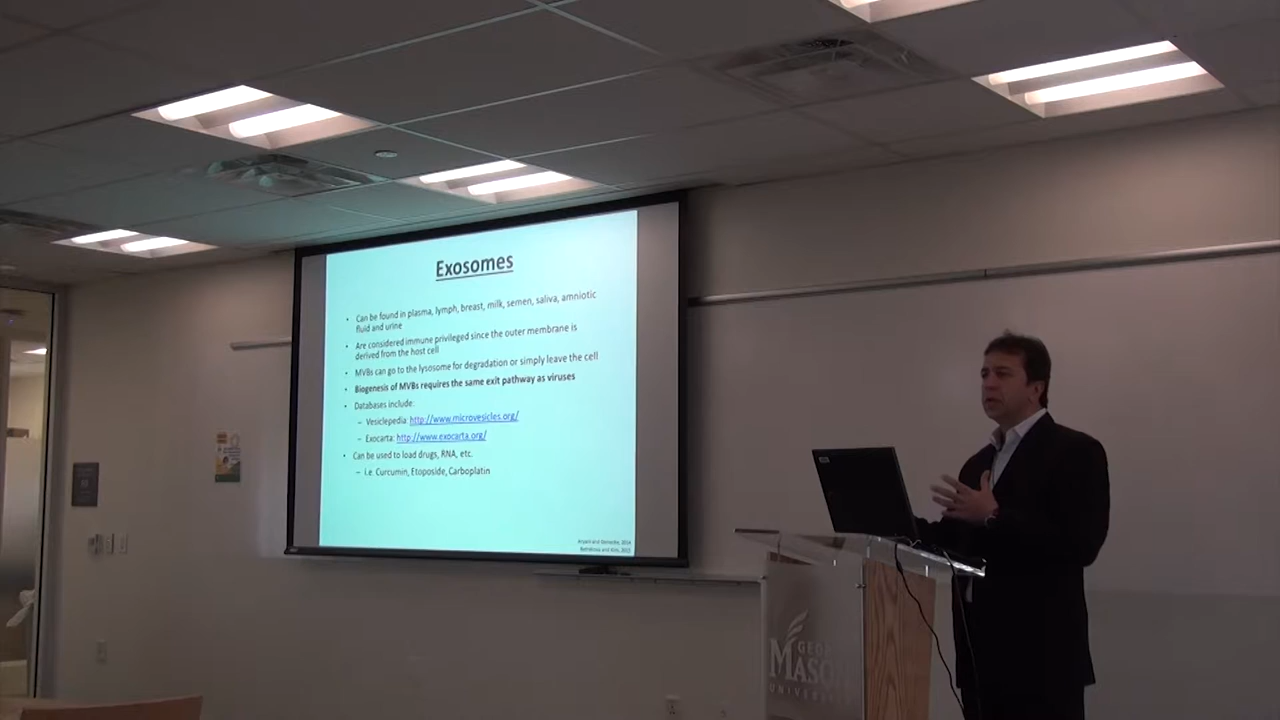 Exosomes
• Can be found in plasma, lymph, breast, milk, semen, saliva, amniotic
fluid and urine
• Are considered immune privileged since the outer membrane is
derived from the host cell
• MVBs can go to the lysosome for degradation or simply leave the cell
• Biogenesis of MVBs requires the same exit pathway as viruses
• Databases include:
– Vesiclepedia: http://www.microvesicles.org/
– Exocarta: http://www.exocarta.org/
• Can be used to load drugs, RNA, etc.
– i.e. Curcumin, Etoposide, Carboplatin
MASON
UNIVERSITY